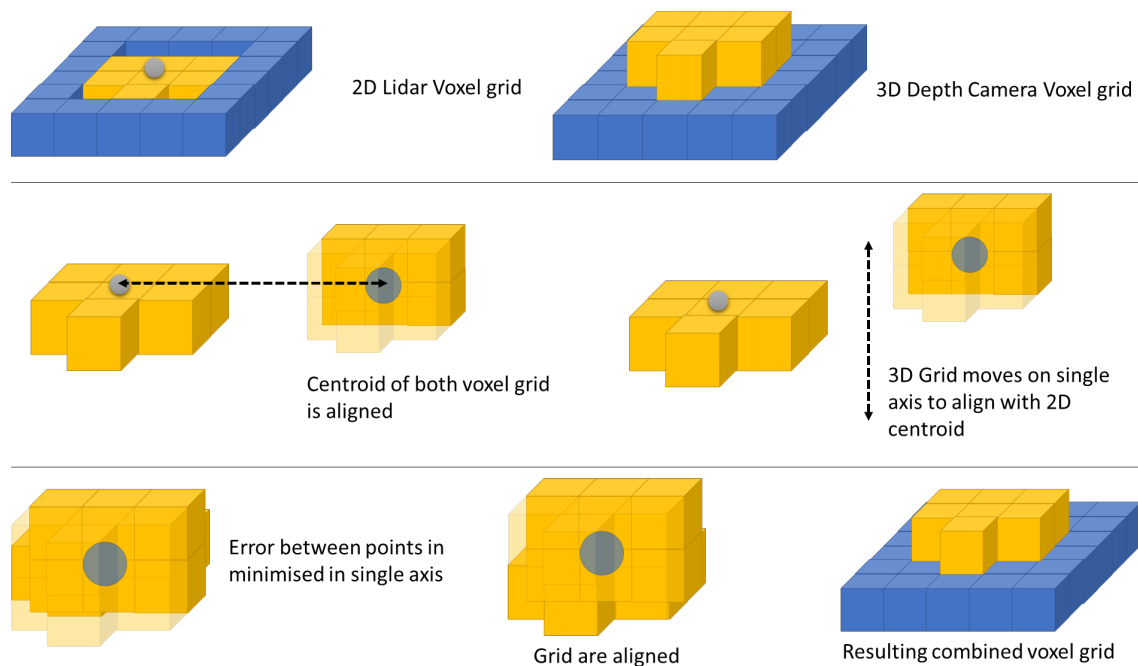 2D Lidar Voxel grid
3D Depth Camera Voxel grid
Centroid of both voxel grid
is aligned
3D Grid moves on single
axis to align with 2D
centroid
Error between points in
minimised in single axis
Grid are aligned
Resulting combined voxel grid